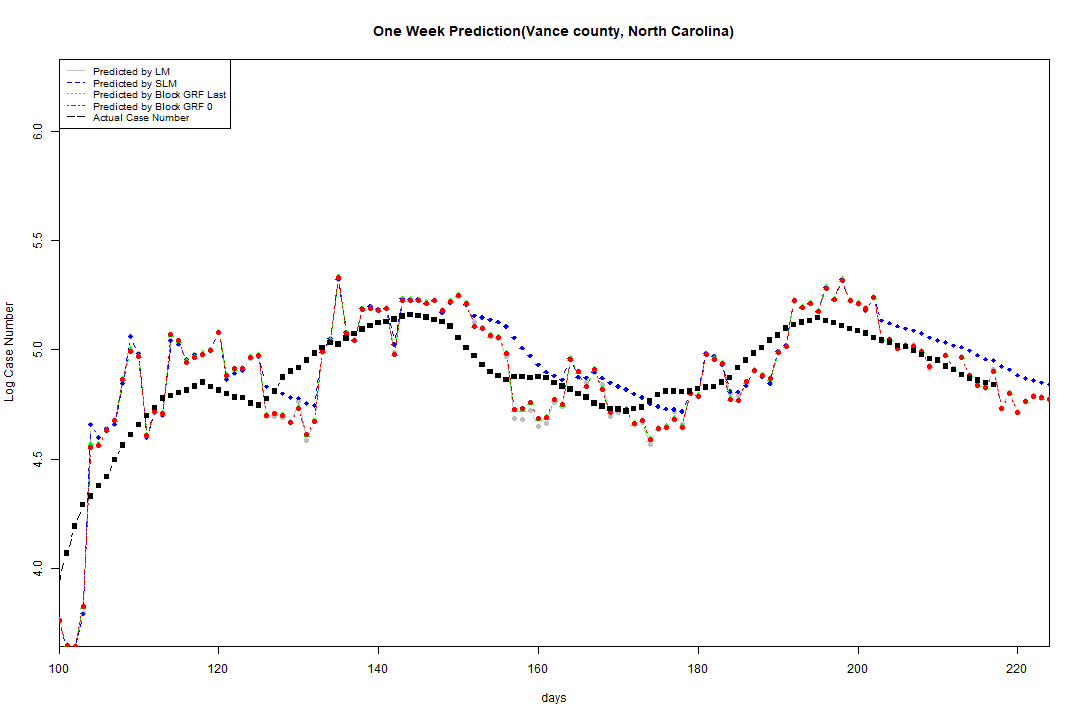 One Week Prediction(Vance county, North Carolina)
Predicted by LM
Predicted by SLM
Predicted by Block GRF Last
Predicted by Block GRF 0
Actual Case Number
Log Case Number
6.0
5.5
5.0
4.5
4.0
100 120 140 160 180 200 220
days